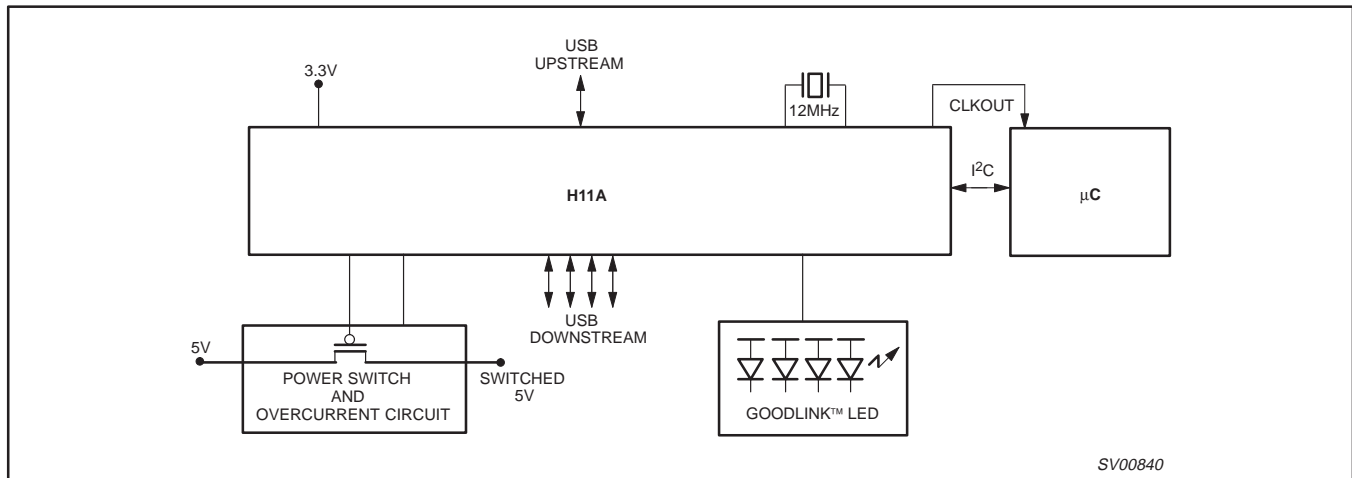 USB
UPSTREAM
3.3V
12MHz
CLKOUT
H11A
I²C
μC
USB
DOWNSTREAM
5V
POWER SWITCH
AND
OVERCURRENT CIRCUIT
SWITCHED
5V
GOODLINK™ LED
SV00840